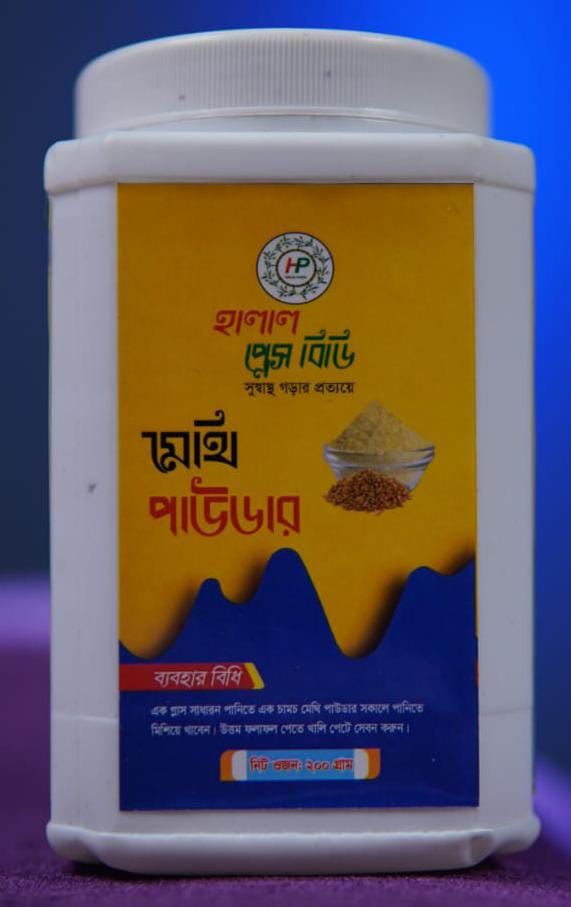 HP
হালাল
প্লেস বিডি
সুস্বাস্থ গড়ার প্রত্যয়ে
মেথি
পাউডার
ব্যবহার বিধি
এক গ্লাস সাধারন পানিতে এক চামচ মেথি পাউডার সকালে পানিতে
মিশিয়ে খাবেন। উত্তম ফলাফল পেতে খালি পেটে সেবন করুন।
নিট ওজন: ২০০ গ্রাম